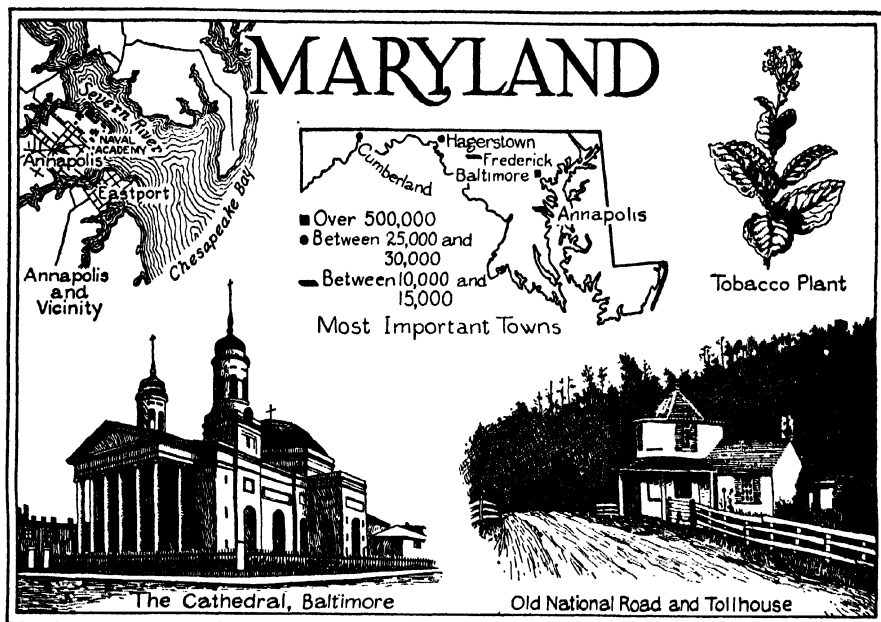 MARYLAND
Severn River
NAVAL
ACADEMY
Annapolis
Eastport
Chesapeake Bay
Annapolis
and
Vicinity
Hagerstown
Cumberland
Frederick
Baltimore
Annapolis
Over 500,000
Between 25,000 and
30,000
Between 10,000 and
15,000
Most Important Towns
Tobacco Plant
The Cathedral, Baltimore
Old National Road and Tollhouse